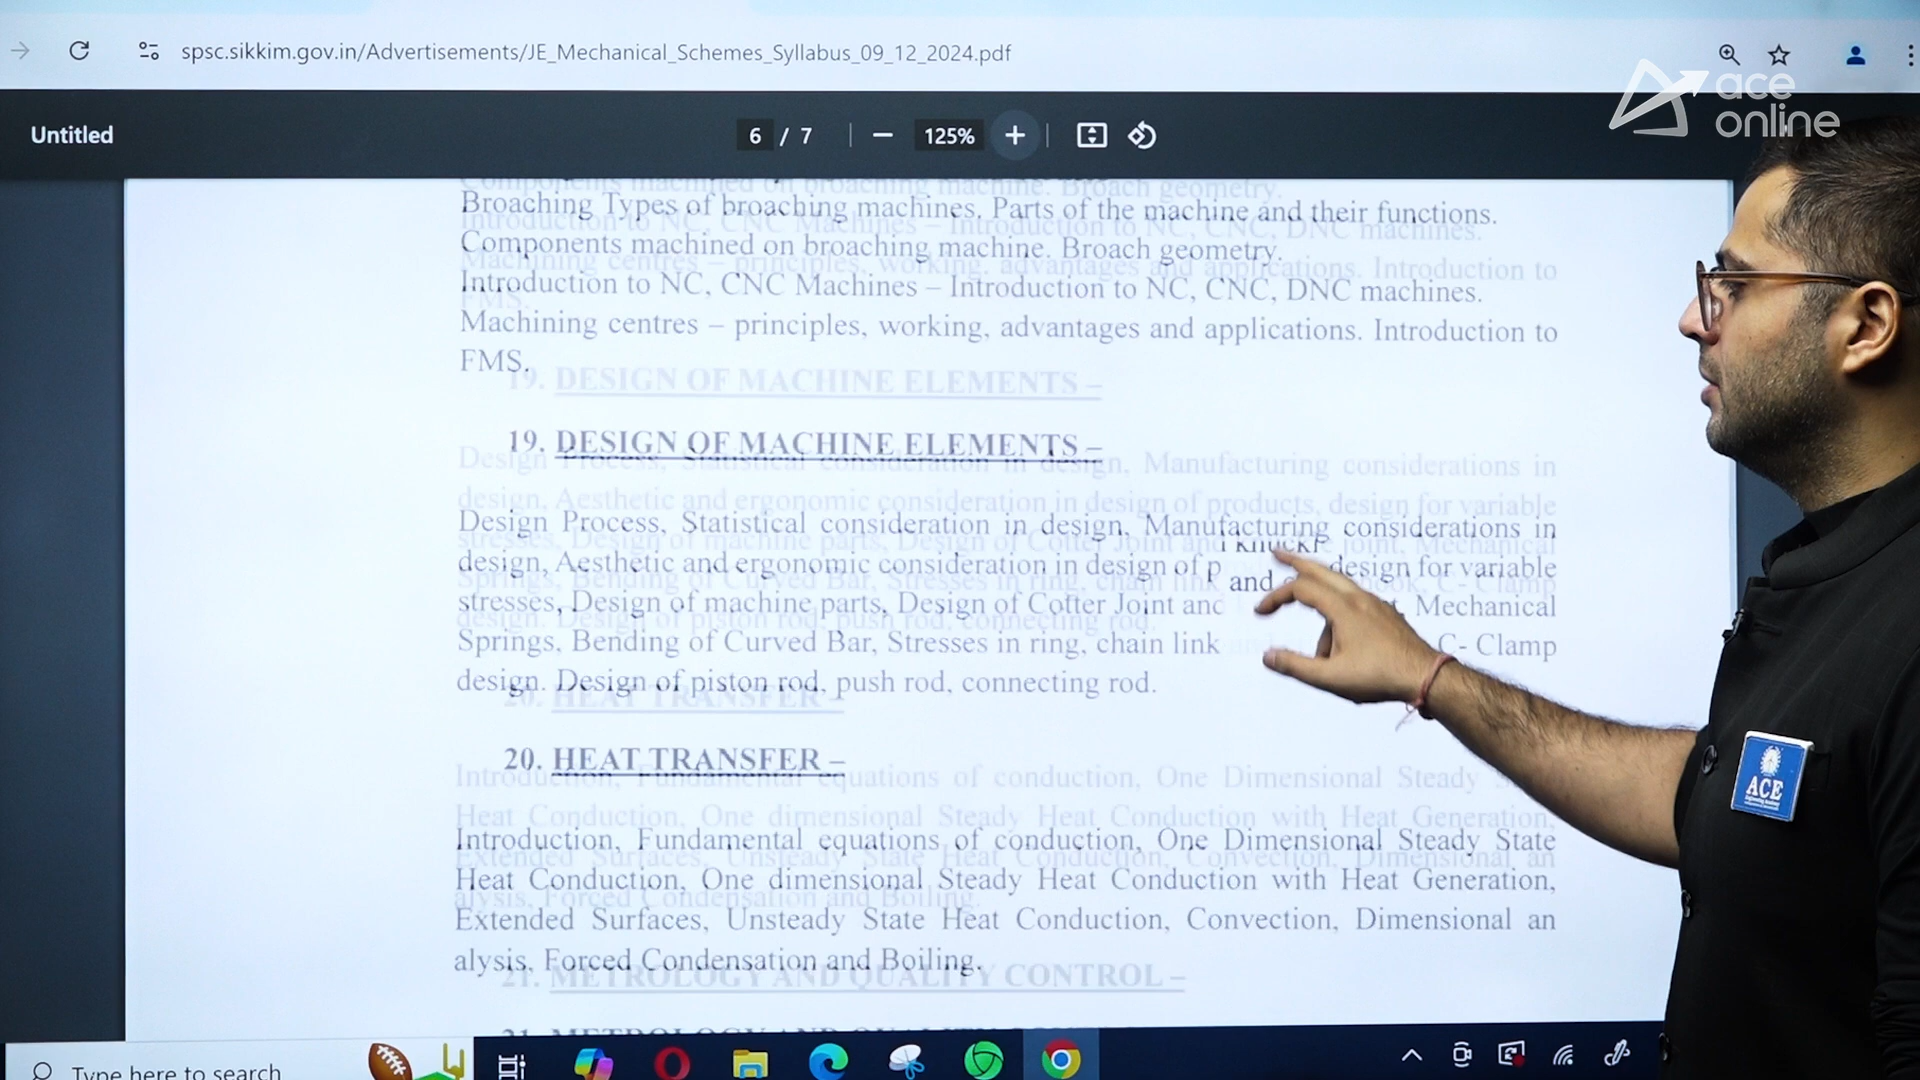 spsc.sikkim.gov.in/Advertisements/JE_Mechanical_Schemes_Syllabus_09_12_2024.pdf
ace
online
Untitled
6 / 7
125%
Broaching Types of broaching machines, Parts of the machine and their functions.
Components machined on broaching machine. Broach geometry.
Introduction to NC, CNC Machines – Introduction to NC, CNC, DNC machines.
Machining centres – principles, working, advantages and applications. Introduction to
FMS.
19. DESIGN OF MACHINE ELEMENTS –
Design Process, Statistical consideration in design, Manufacturing considerations in
design, Aesthetic and ergonomic consideration in design of p design for variable
stresses, Design of machine parts, Design of Cotter Joint and Mechanical
Springs, Bending of Curved Bar, Stresses in ring, chain link C- Clamp
design. Design of piston rod, push rod, connecting rod.
20. HEAT TRANSFER –
Introduction, Fundamental equations of conduction, One Dimensional Steady State
Heat Conduction, One dimensional Steady Heat Conduction with Heat Generation,
Extended Surfaces, Unsteady State Heat Conduction, Convection, Dimensional an
alysis, Forced Condensation and Boiling.
21. METROLOGY AND QUALITY CONTROL –
ACE
Type here to search